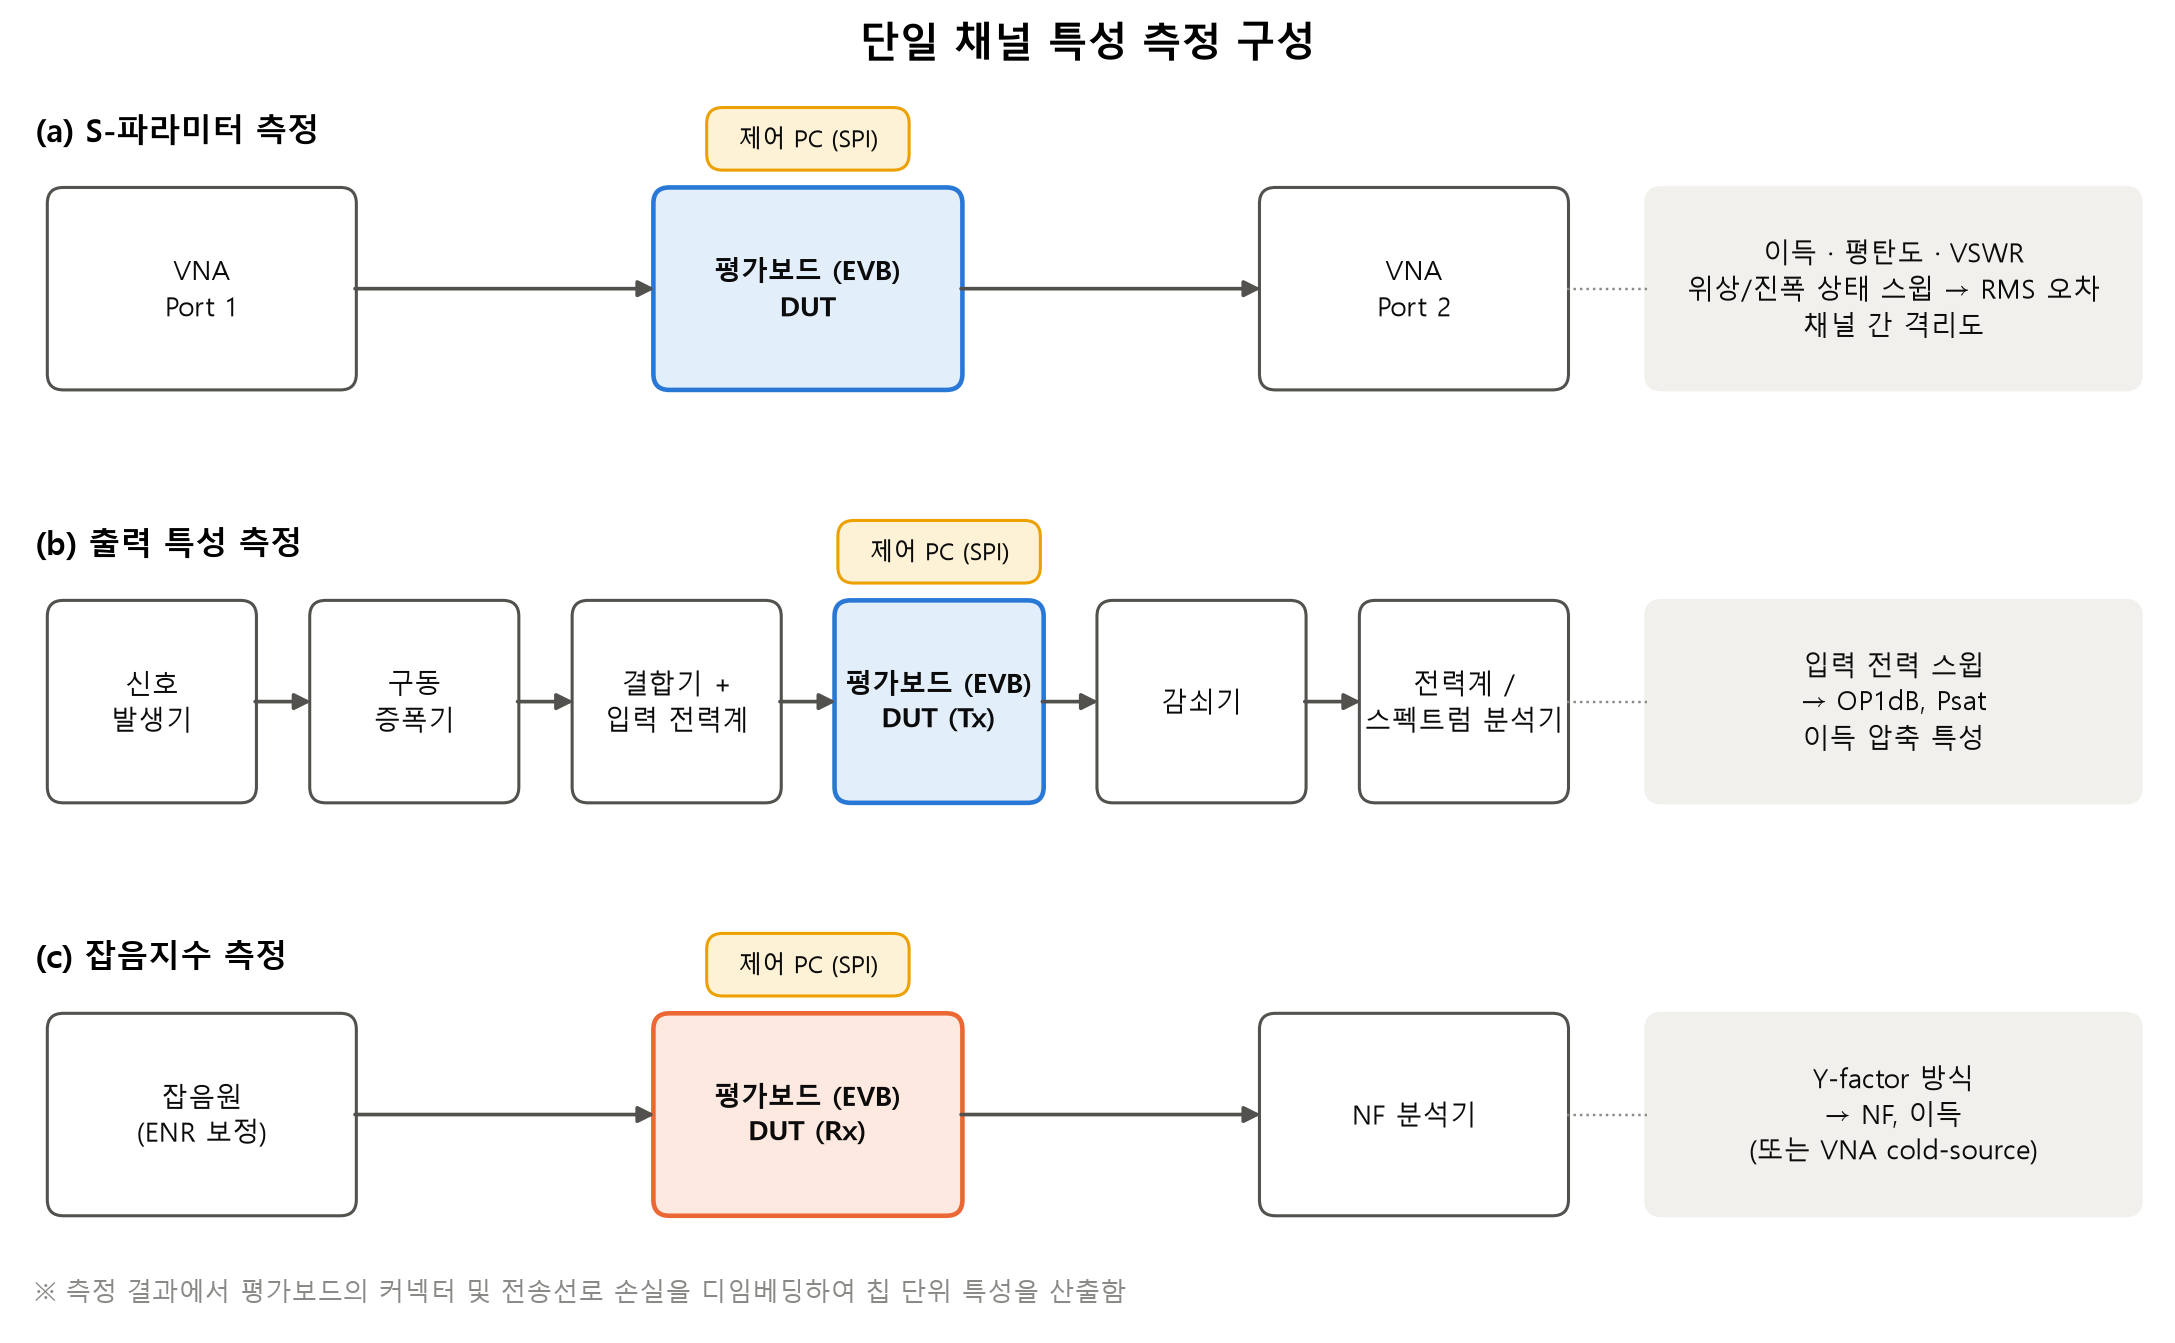 단일 채널 특성 측정 구성
(a) S-파라미터 측정
제어 PC (SPI)
VNA
Port 1
평가보드 (EVB)
DUT
VNA
Port 2
이득 · 평탄도 · VSWR
위상/진폭 상태 스윕 → RMS 오차
채널 간 격리도
(b) 출력 특성 측정
제어 PC (SPI)
신호
발생기
구동
증폭기
결합기 +
입력 전력계
평가보드 (EVB)
DUT (Tx)
감쇠기
전력계 /
스펙트럼 분석기
입력 전력 스윕
→ OP1dB, Psat
이득 압축 특성
(c) 잡음지수 측정
제어 PC (SPI)
잡음원
(ENR 보정)
평가보드 (EVB)
DUT (Rx)
NF 분석기
Y-factor 방식
→ NF, 이득
(또는 VNA cold-source)
※ 측정 결과에서 평가보드의 커넥터 및 전송선로 손실을 디임베딩하여 칩 단위 특성을 산출함